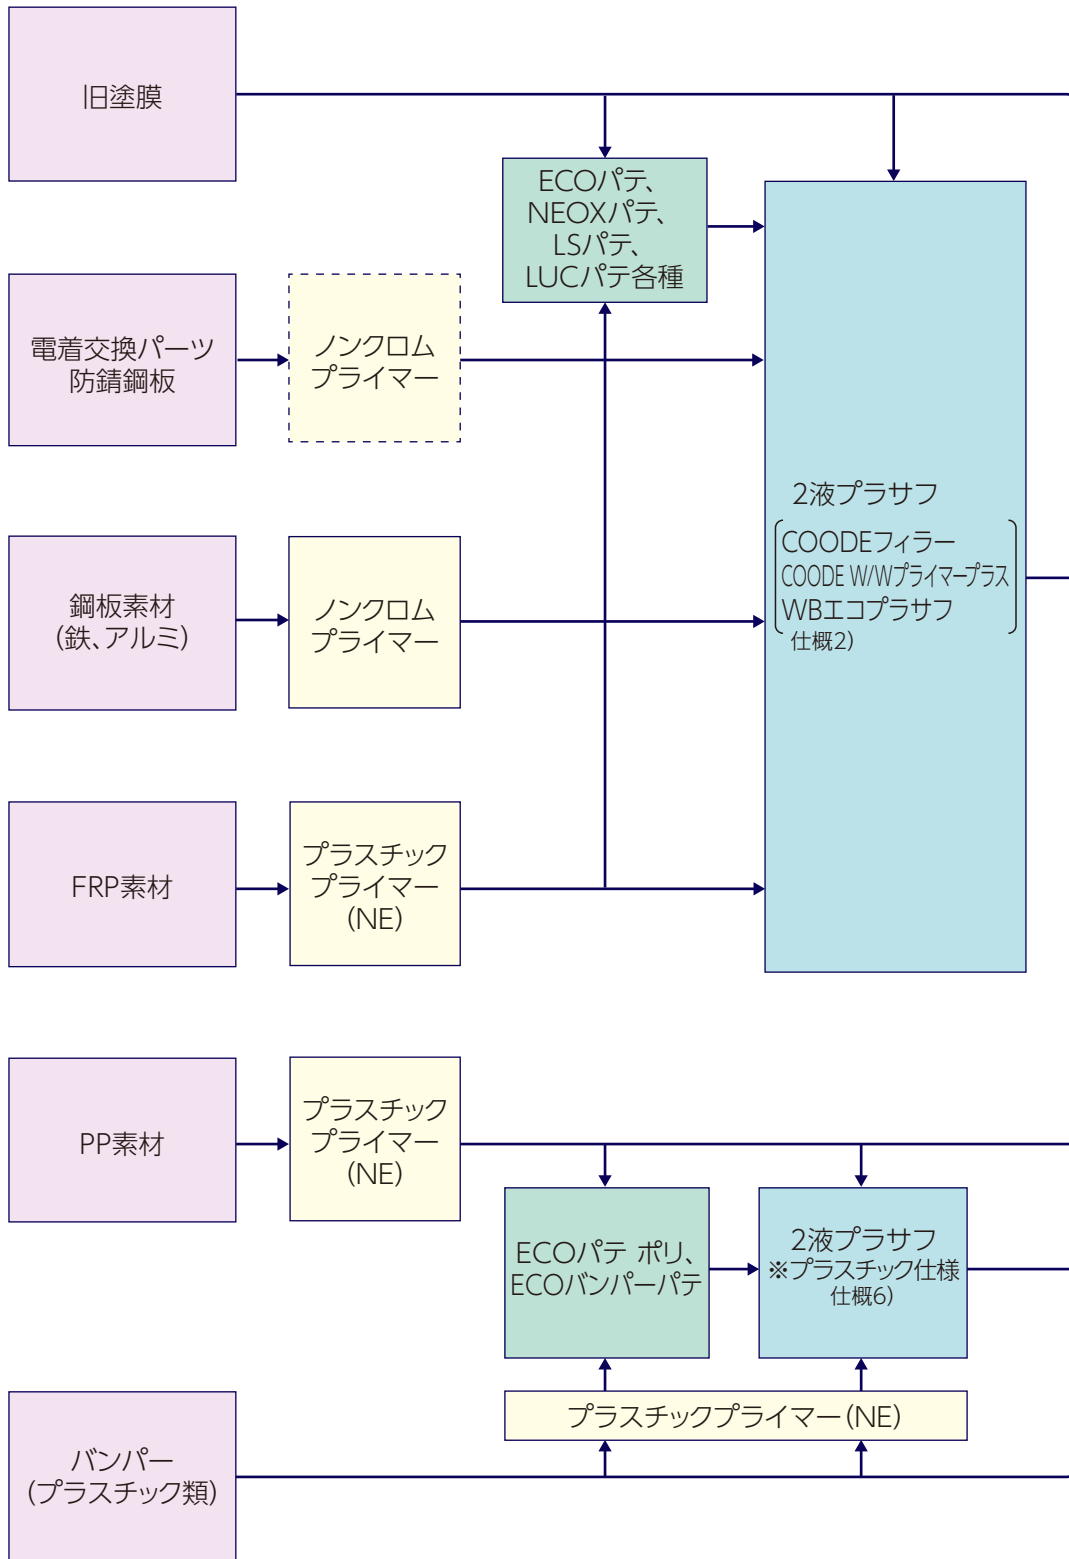 旧塗膜
ECOパテ、
NEOXパテ、
LSパテ、
LUCパテ各種
電着交換パーツ
防錆鋼板
ノンクロム
プライマー
2液プラサフ
COODEフィラー
COODE W/Wプライマープラス
WBエコプラサフ
仕概2)
鋼板素材
(鉄、アルミ)
ノンクロム
プライマー
FRP素材
プラスチック
プライマー
(NE)
PP素材
プラスチック
プライマー
(NE)
ECOパテ ポリ、
ECOバンパーパテ
2液プラサフ
※プラスチック仕様
仕概6)
プラスチックプライマー(NE)
バンパー
(プラスチック類)